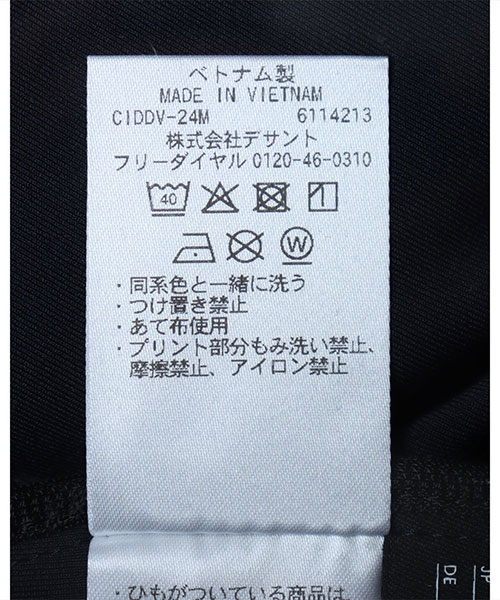 ベトナム製
MADE IN VIETNAM
CIDDV-24M 6114213
株式会社デサント
フリーダイヤル 0120-46-0310
40
W
・同系色と一緒に洗う
・つけ置き禁止
・あて布使用
・プリント部分もみ洗い禁止、
摩擦禁止、アイロン禁止
・ひもがついている商品は、
JP
DE